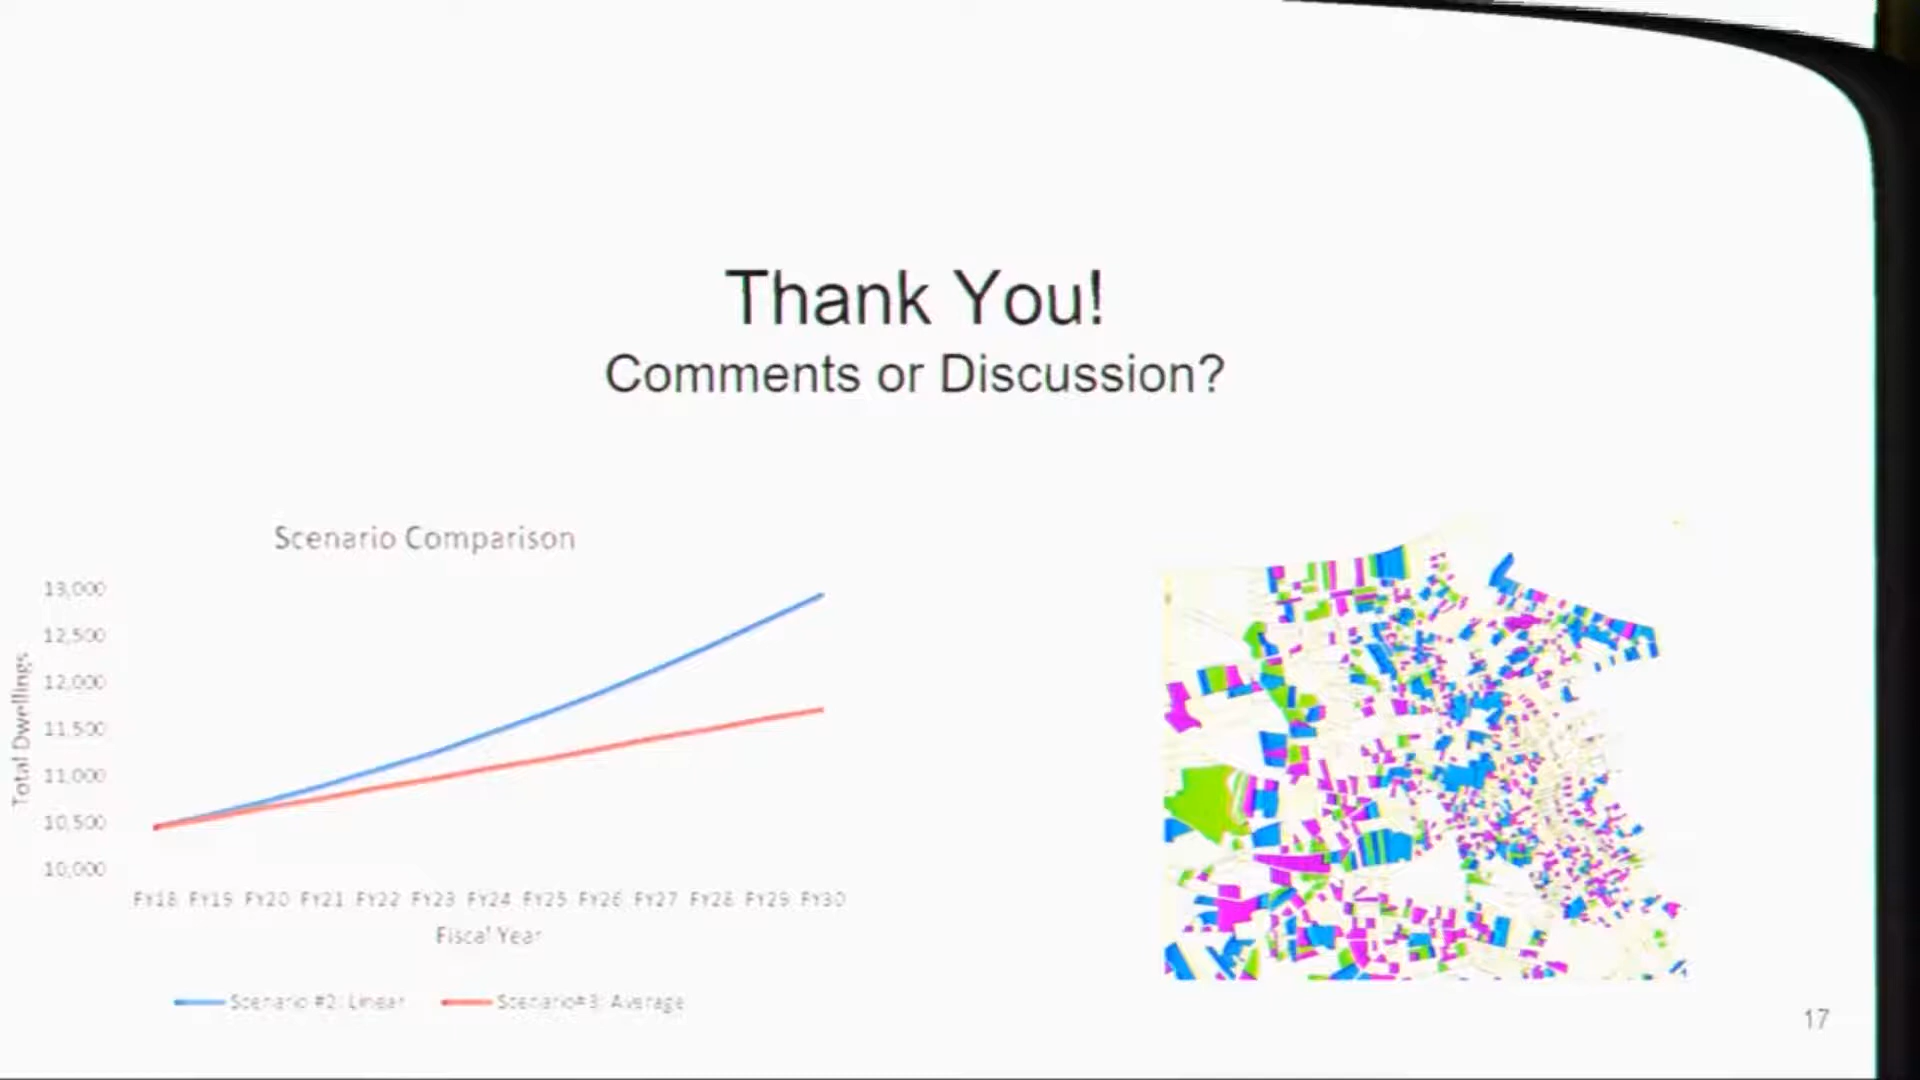 Thank You!
Comments or Discussion?
Scenario Comparison
Total Dwellings
13,000
12,500
12,000
11,500
11,000
10,500
10,000
FY18 FY19 FY20 FY21 FY22 FY23 FY24 FY25 FY26 FY27 FY28 FY29 FY30
Fiscal Year
Scenario #2: Linear Scenario#3: Average
17